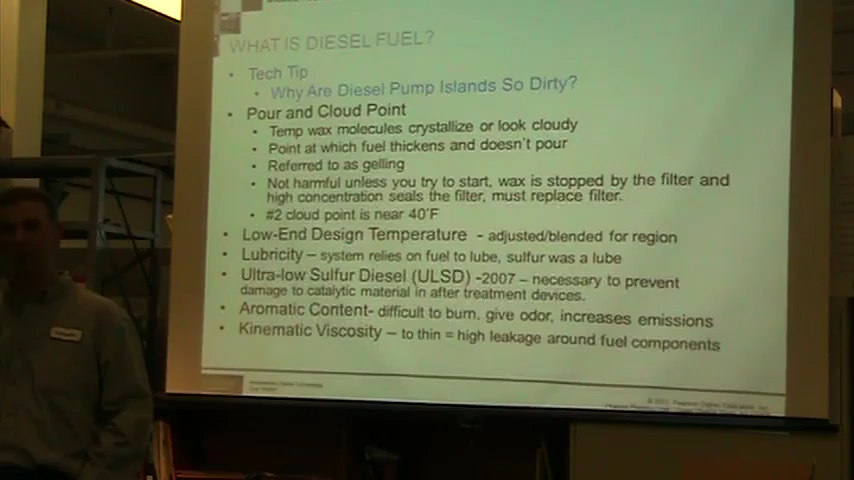 WHAT IS DIESEL FUEL?
• Tech Tip
• Why Are Diesel Pump Islands So Dirty?
• Pour and Cloud Point
• Temp wax molecules crystallize or look cloudy
• Point at which fuel thickens and doesn't pour
• Referred to as gelling
• Not harmful unless you try to start, wax is stopped by the filter and
high concentration seals the filter, must replace filter.
• #2 cloud point is near 40˚F
• Low-End Design Temperature - adjusted/blended for region
• Lubricity – system relies on fuel to lube, sulfur was a lube
• Ultra-low Sulfur Diesel (ULSD) -2007 – necessary to prevent
damage to catalytic material in after treatment devices.
• Aromatic Content- difficult to burn, give odor, increases emissions
• Kinematic Viscosity – to thin = high leakage around fuel components